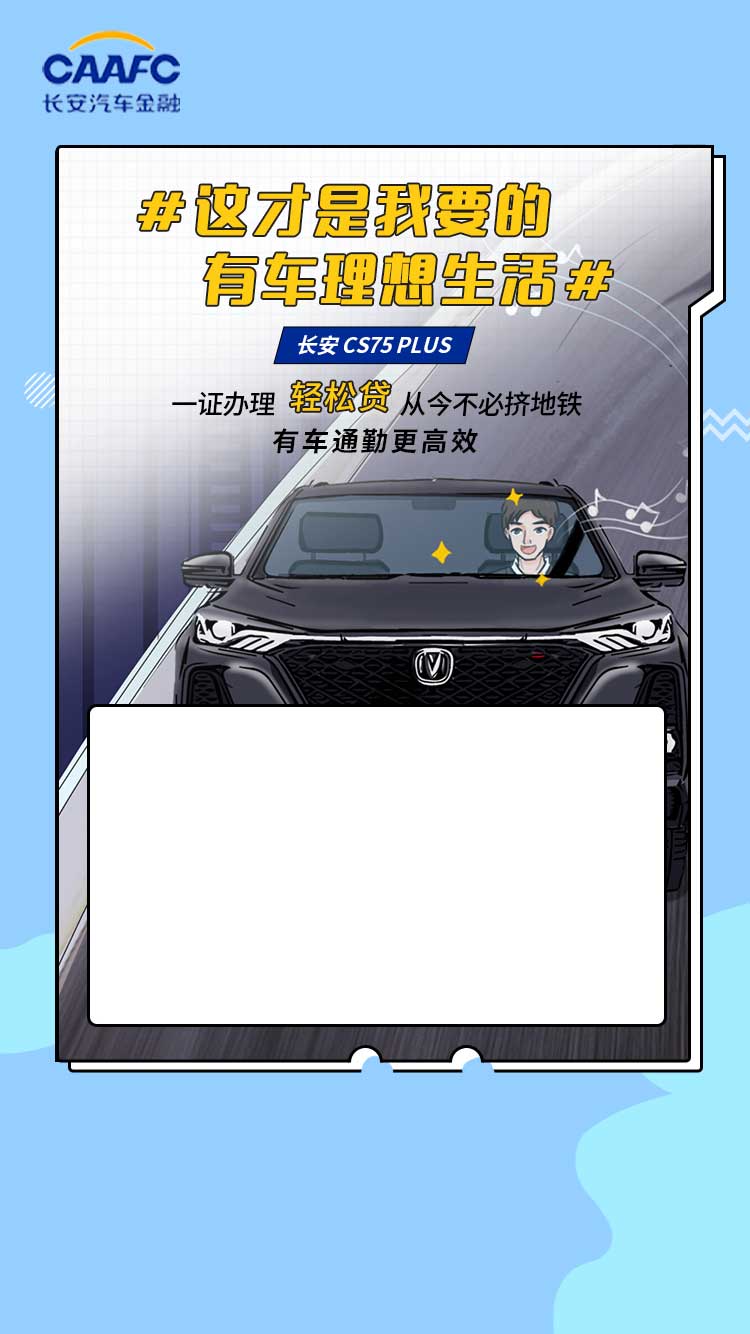 CAAFC
长安汽车金融
#这才是我要的
有车理想生活#
长安 CS75 PLUS
一证办理 轻松贷 从今不必挤地铁
有车通勤更高效